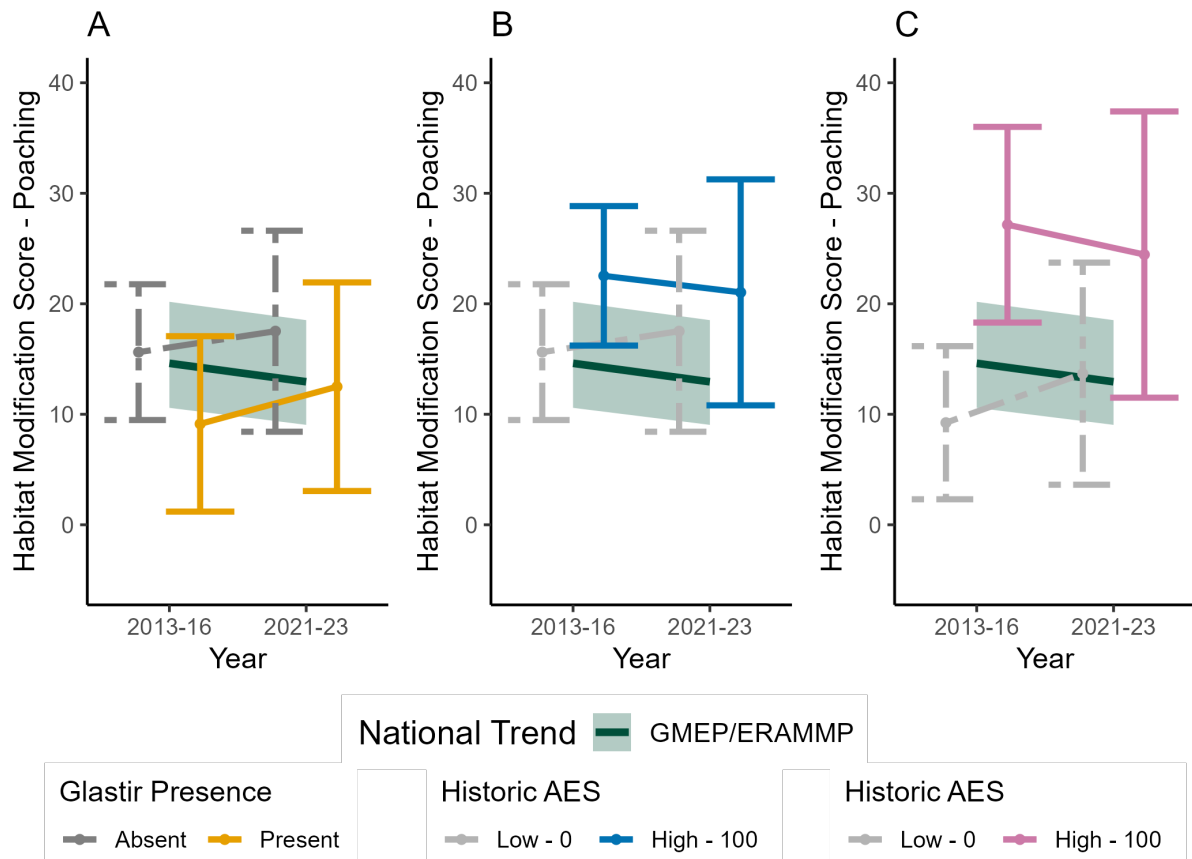 A
B
C
Habitat Modification Score - Poaching
40
30
20
10
0
2013-16
2021-23
Year
Habitat Modification Score - Poaching
40
30
20
10
0
2013-16
2021-23
Year
Habitat Modification Score - Poaching
40
30
20
10
0
2013-16
2021-23
Year
National Trend GMEP/ERAMMP
Glastir Presence
Absent Present
Historic AES
Low - 0 High - 100
Historic AES
Low - 0 High - 100